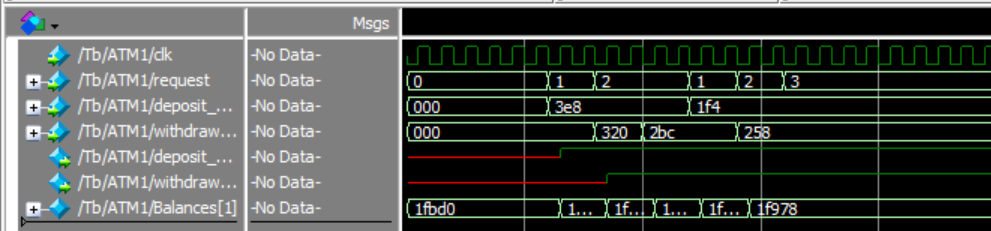 Msgs
/Tb/ATM1/clk -No Data-
/Tb/ATM1/request -No Data- 0 1 2 1 2 3
/Tb/ATM1/deposit_... -No Data- 000 3e8 1f4
/Tb/ATM1/withdraw... -No Data- 000 320 2bc 258
/Tb/ATM1/deposit_... -No Data-
/Tb/ATM1/withdraw... -No Data-
/Tb/ATM1/Balances[1] -No Data- 1fbd0 1... 1f... 1... 1f... 1f978